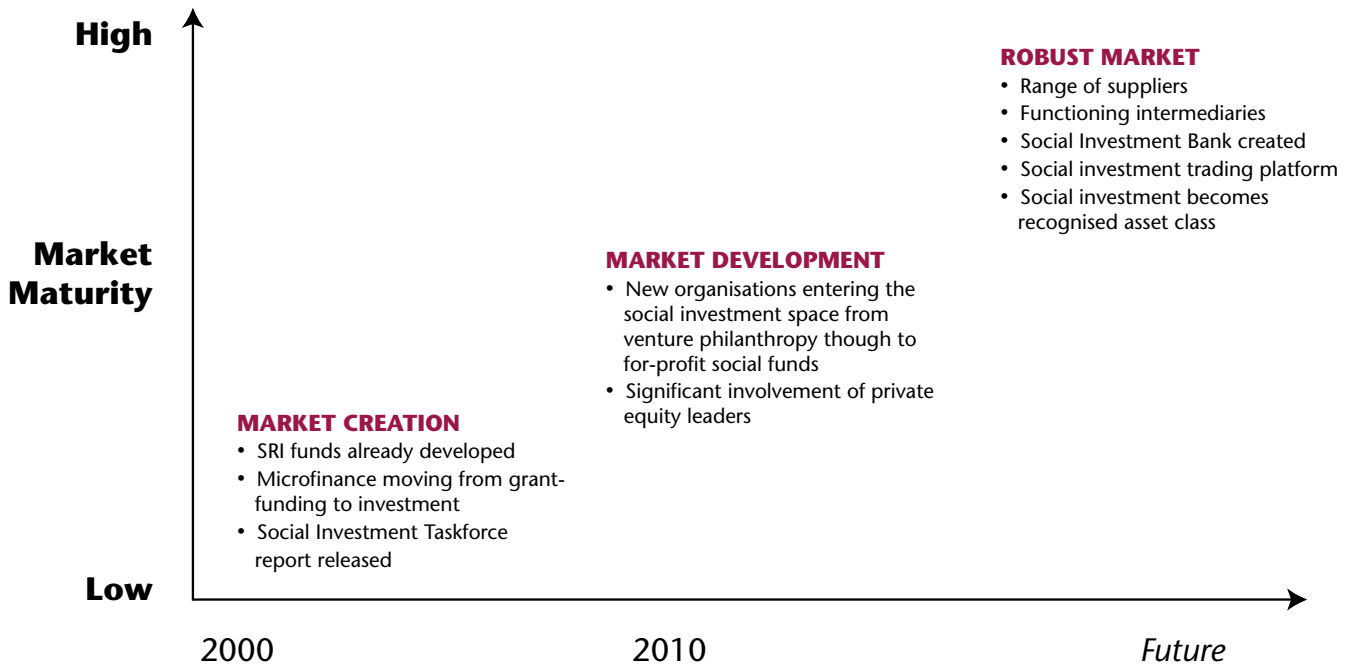 High
Market
Maturity
Low
ROBUST MARKET
• Range of suppliers
• Functioning intermediaries
• Social Investment Bank created
• Social investment trading platform
• Social investment becomes
recognised asset class
MARKET DEVELOPMENT
• New organisations entering the
social investment space from
venture philanthropy though to
for-profit social funds
• Significant involvement of private
equity leaders
MARKET CREATION
• SRI funds already developed
• Microfinance moving from grant-
funding to investment
• Social Investment Taskforce
report released
2000
2010
Future